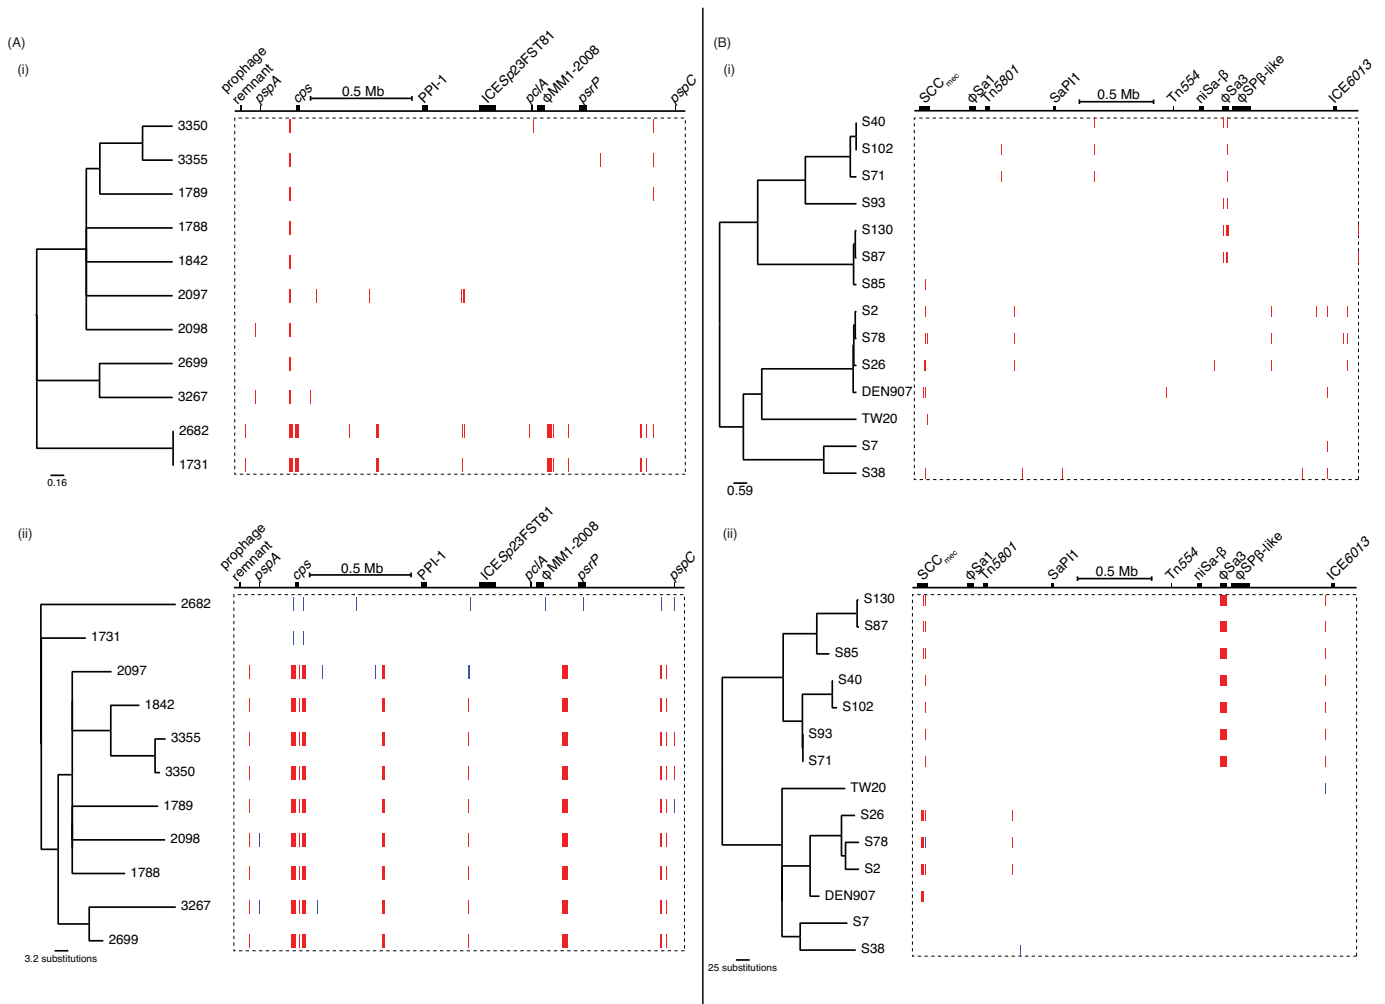 (A)
(i)
prophage
remnant
pspA
cps
0.5 Mb
PPI-1
ICESp23FST81
pclA
ΦMM1-2008
psrP
pspC
3350
3355
1789
1788
1842
2097
2098
2699
3267
2682
1731
0.16
(ii)
prophage
remnant
pspA
cps
0.5 Mb
PPI-1
ICESp23FST81
pclA
ΦMM1-2008
psrP
pspC
2682
1731
2097
1842
3355
3350
1789
2098
1788
3267
2699
3.2 substitutions
(B)
(i)
SCCmec
ΦSa1
Tn5801
SaPI1
0.5 Mb
Tn554
niSa-β
ΦSa3
ΦSPβ-like
ICE6013
S40
S102
S71
S93
S130
S87
S85
S2
S78
S26
DEN907
TW20
S7
S38
0.59
(ii)
SCCmec
ΦSa1
Tn5801
SaPI1
0.5 Mb
Tn554
niSa-β
ΦSa3
ΦSPβ-like
ICE6013
S130
S87
S85
S40
S102
S93
S71
TW20
S26
S78
S2
DEN907
S7
S38
25 substitutions